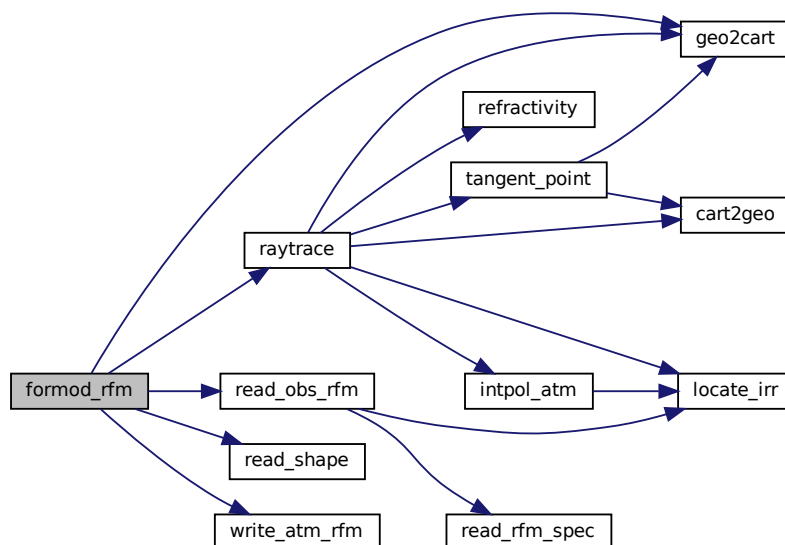 geo2cart
refractivity
tangent_point
cart2geo
raytrace
formod_rfm
read_obs_rfm
intpol_atm
locate_irr
read_shape
write_atm_rfm
read_rfm_spec